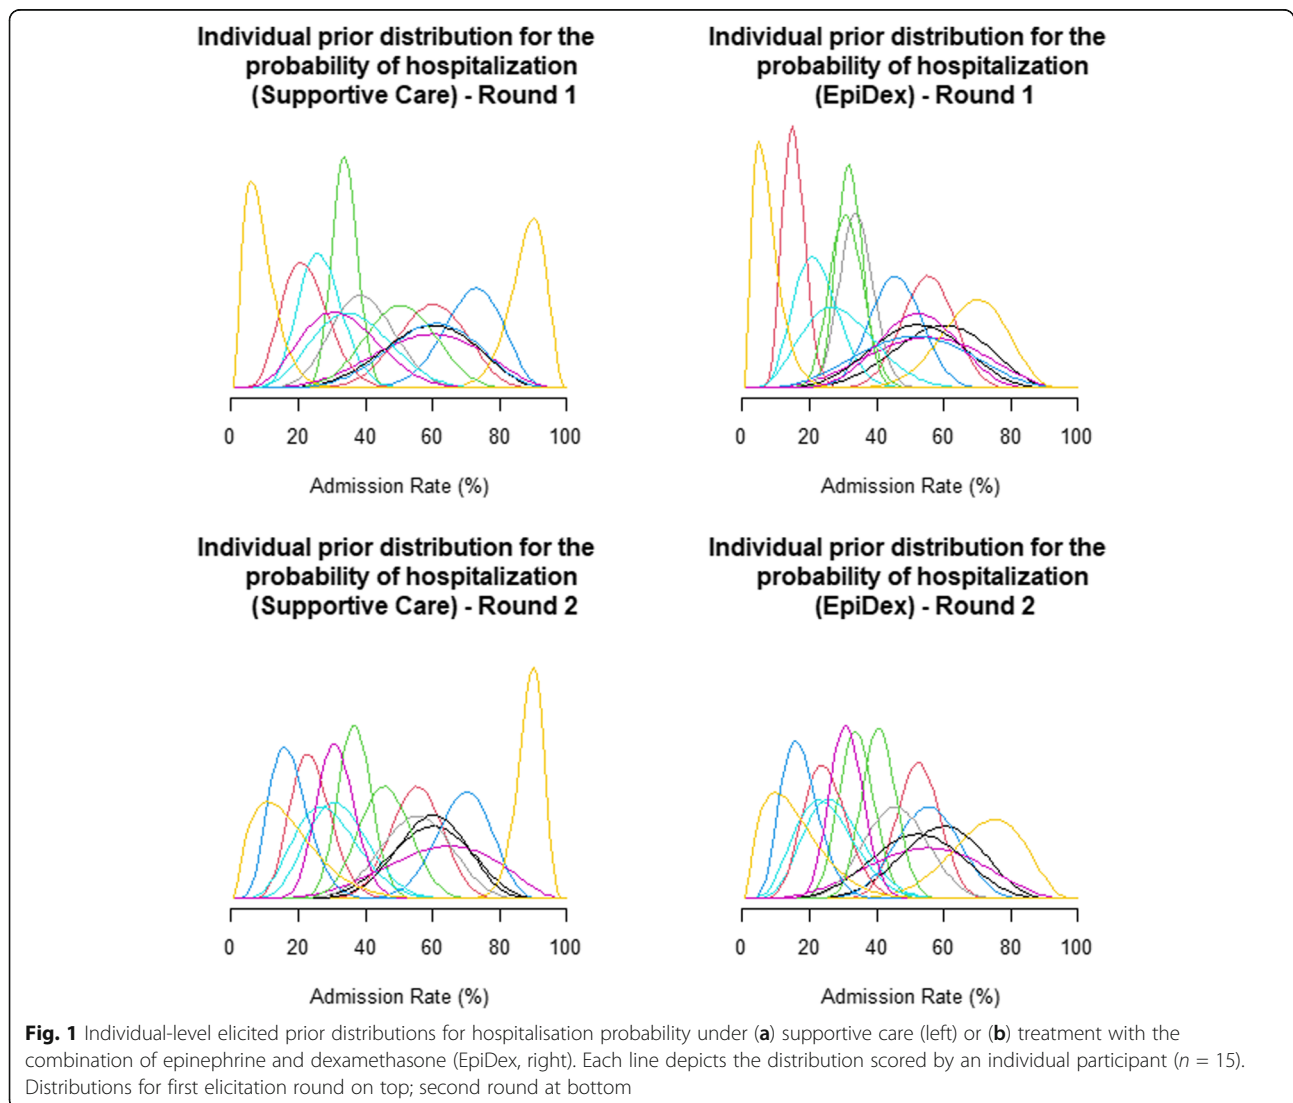 Individual prior distribution for the
probability of hospitalization
(Supportive Care) - Round 1
Individual prior distribution for the
probability of hospitalization
(EpiDex) - Round 1
0 20 40 60 80 100
Admission Rate (%)
0 20 40 60 80 100
Admission Rate (%)
Individual prior distribution for the
probability of hospitalization
(Supportive Care) - Round 2
Individual prior distribution for the
probability of hospitalization
(EpiDex) - Round 2
0 20 40 60 80 100
Admission Rate (%)
0 20 40 60 80 100
Admission Rate (%)
Fig. 1 Individual-level elicited prior distributions for hospitalisation probability under (a) supportive care (left) or (b) treatment with the
combination of epinephrine and dexamethasone (EpiDex, right). Each line depicts the distribution scored by an individual participant (n = 15).
Distributions for first elicitation round on top; second round at bottom